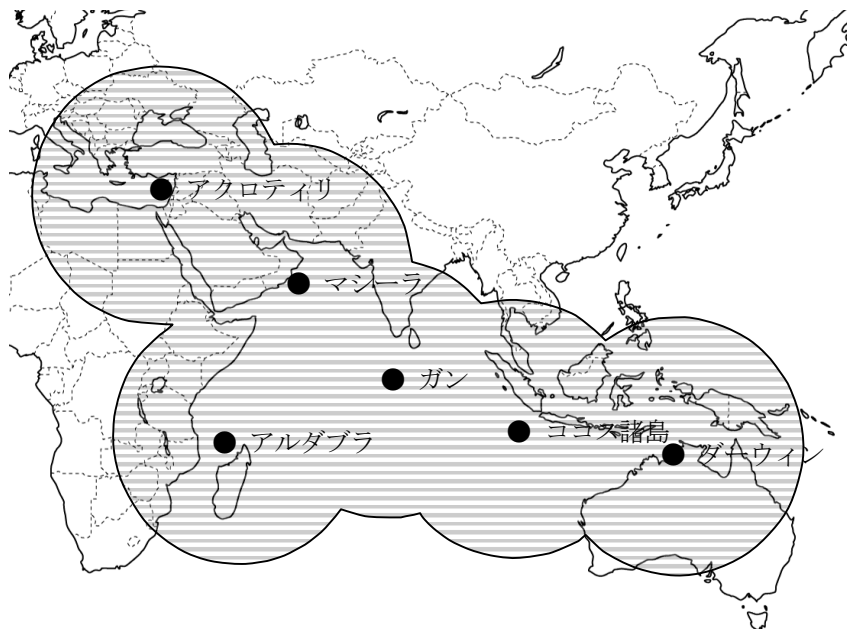 アクロティリ
マシーラ
ガン
ココス諸島
アルダブラ
ダーウィン